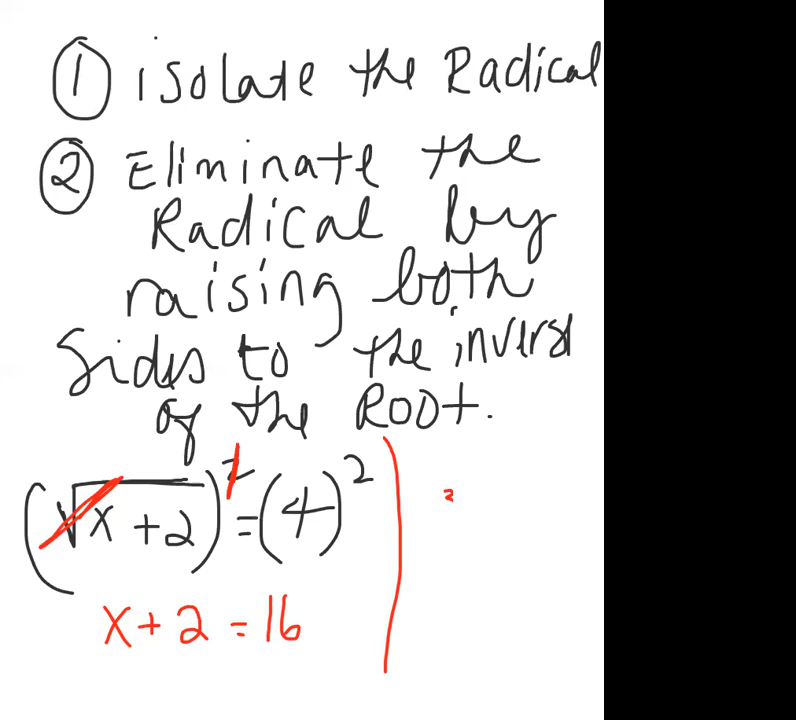 ① isolate the Radical
② Eliminate the
Radical by
raising both
sides to the invers
of the Root.
(√x+2)² = (4)²
x + 2 = 16